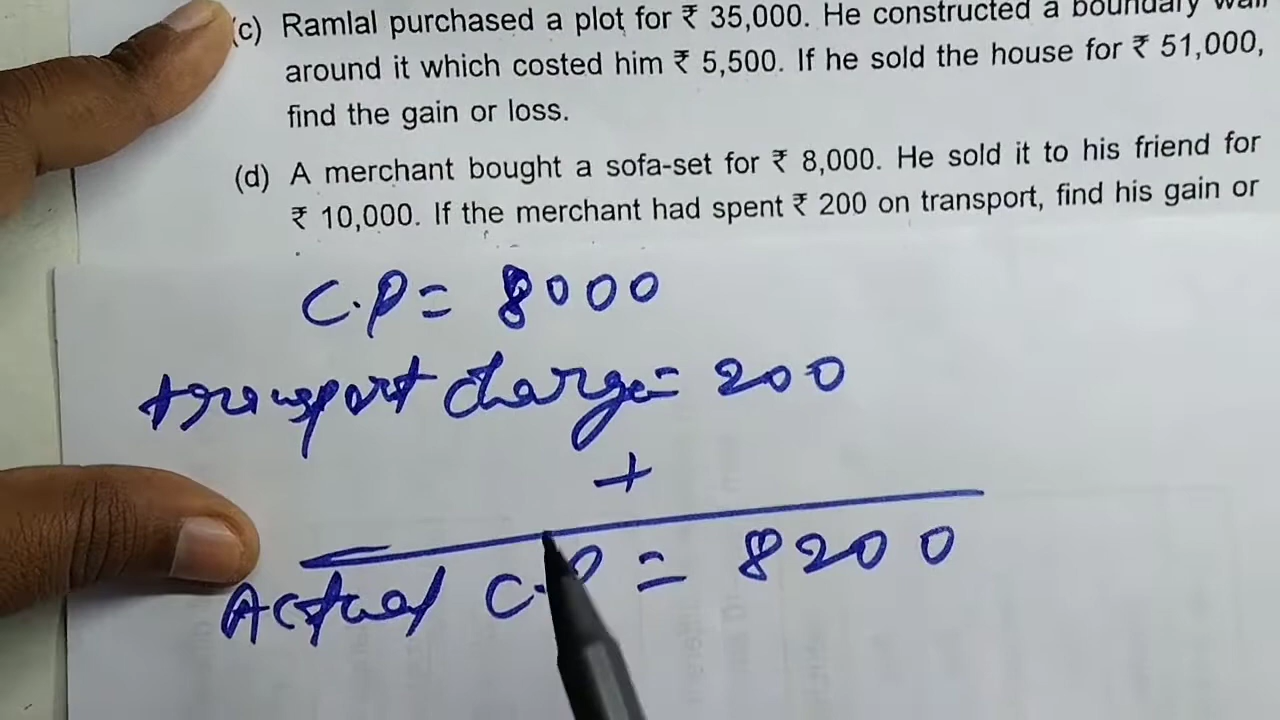 (c) Ramlal purchased a plot for ₹ 35,000. He constructed a boundary wall
around it which costed him ₹ 5,500. If he sold the house for ₹ 51,000,
find the gain or loss.
(d) A merchant bought a sofa-set for ₹ 8,000. He sold it to his friend for
₹ 10,000. If the merchant had spent ₹ 200 on transport, find his gain or
C.P = 8000
transport charge = 200
+
Actual C.P = 8200